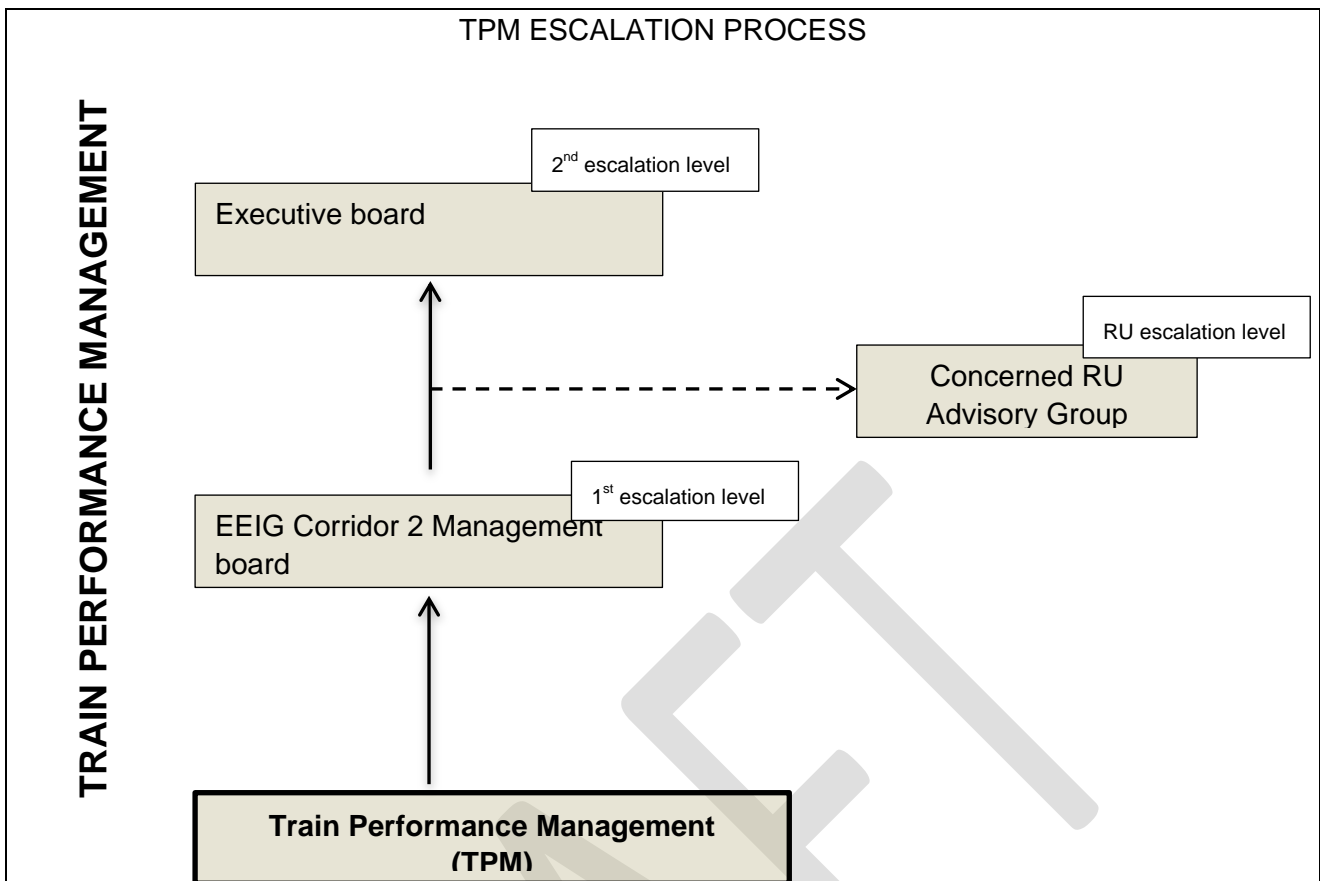 TPM ESCALATION PROCESS
TRAIN PERFORMANCE MANAGEMENT
2nd escalation level
Executive board
RU escalation level
Concerned RU
Advisory Group
1st escalation level
EEIG Corridor 2 Management
board
Train Performance Management
(TPM)